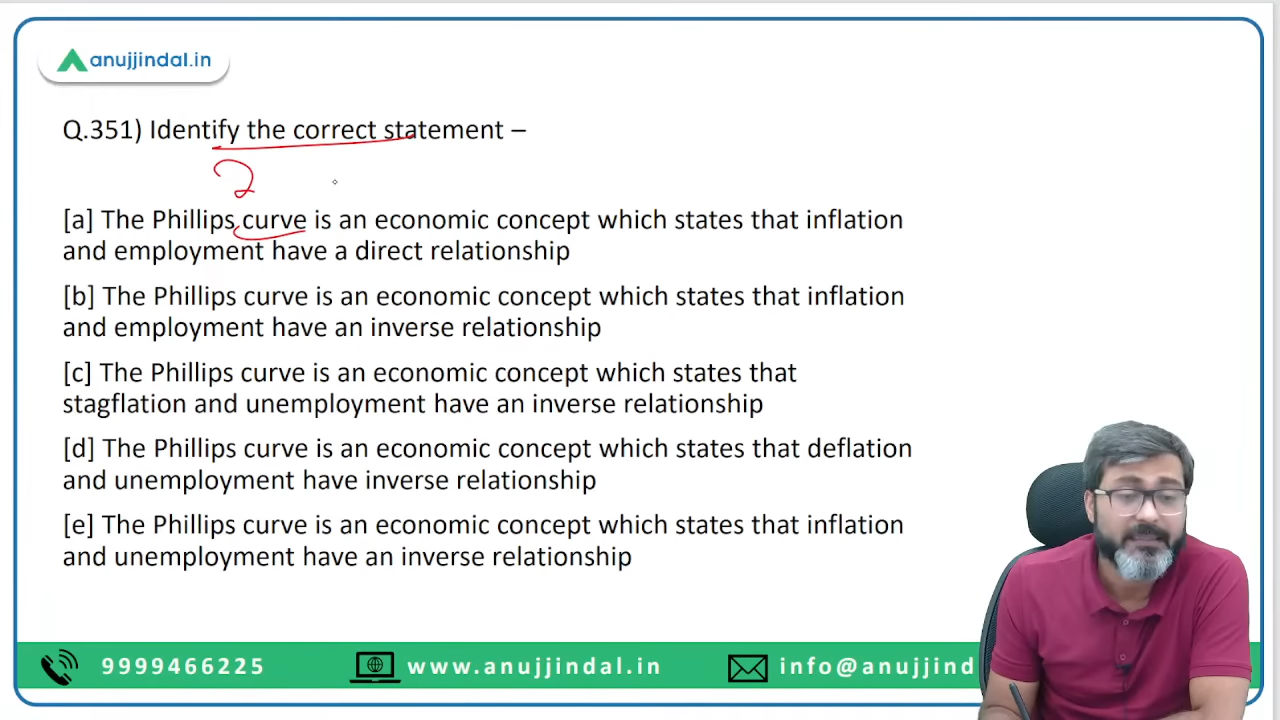 anujjindal.in
Q.351) Identify the correct statement –
2
[a] The Phillips curve is an economic concept which states that inflation
and employment have a direct relationship
[b] The Phillips curve is an economic concept which states that inflation
and employment have an inverse relationship
[c] The Phillips curve is an economic concept which states that
stagflation and unemployment have an inverse relationship
[d] The Phillips curve is an economic concept which states that deflation
and unemployment have inverse relationship
[e] The Phillips curve is an economic concept which states that inflation
and unemployment have an inverse relationship
9999466225 www.anujjindal.in info@anujjind